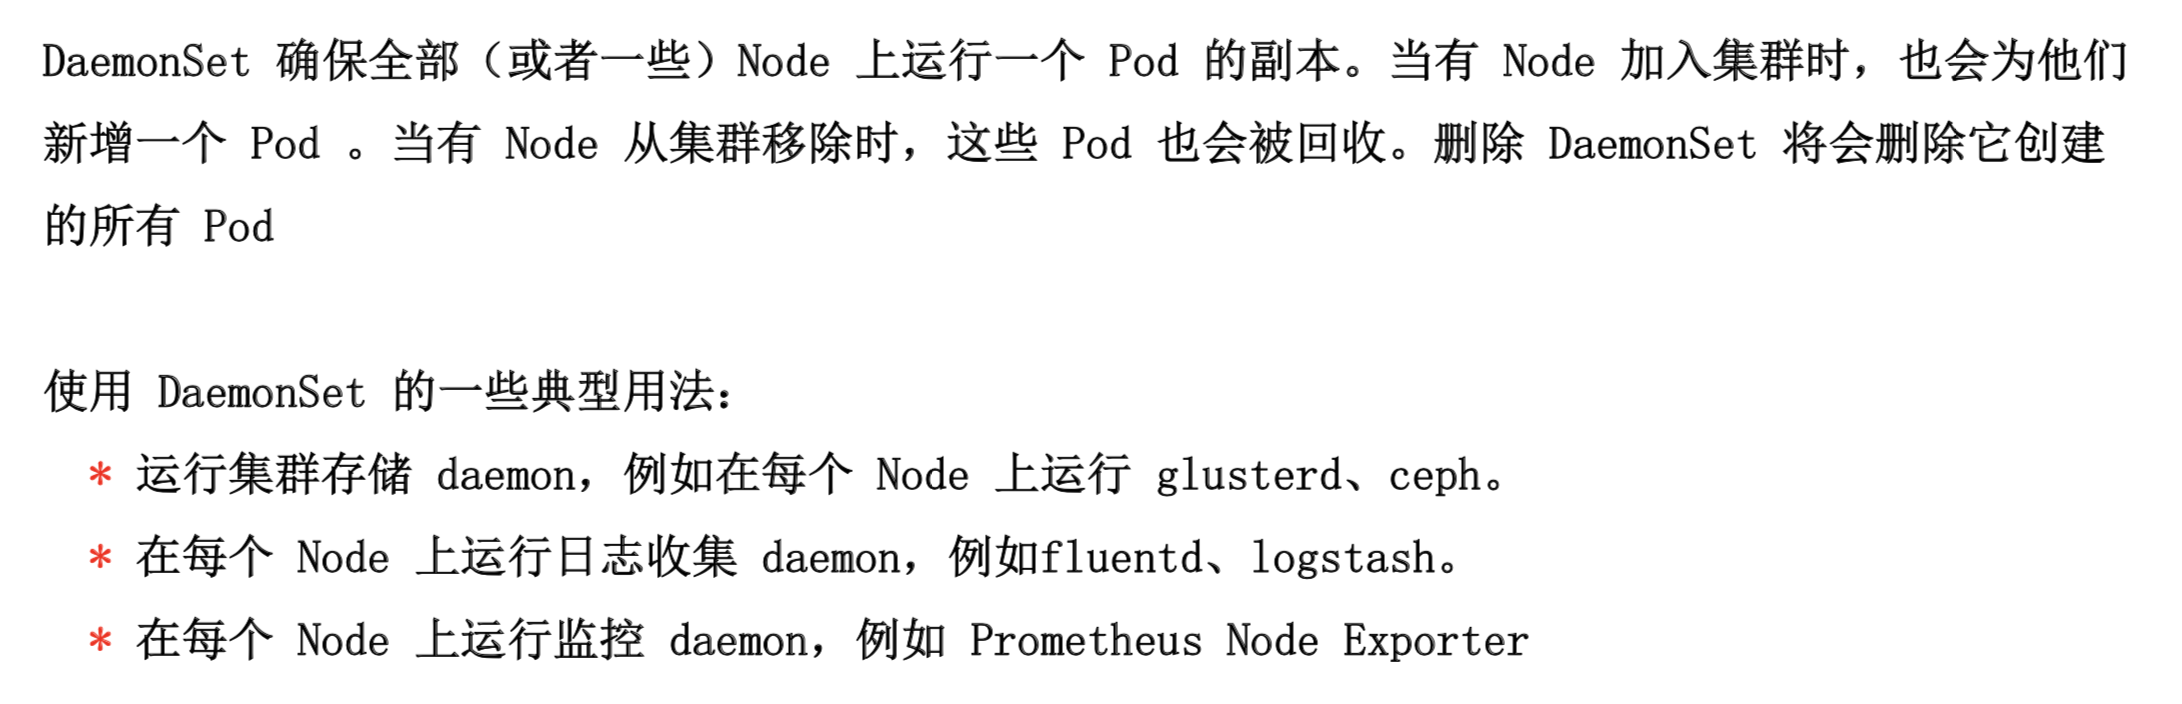 DaemonSet 确保全部（或者一些）Node 上运行一个 Pod 的副本。当有 Node 加入集群时，也会为他们
新增一个 Pod 。当有 Node 从集群移除时，这些 Pod 也会被回收。删除 DaemonSet 将会删除它创建
的所有 Pod
使用 DaemonSet 的一些典型用法：
* 运行集群存储 daemon，例如在每个 Node 上运行 glusterd、ceph。
* 在每个 Node 上运行日志收集 daemon，例如fluentd、logstash。
* 在每个 Node 上运行监控 daemon，例如 Prometheus Node Exporter